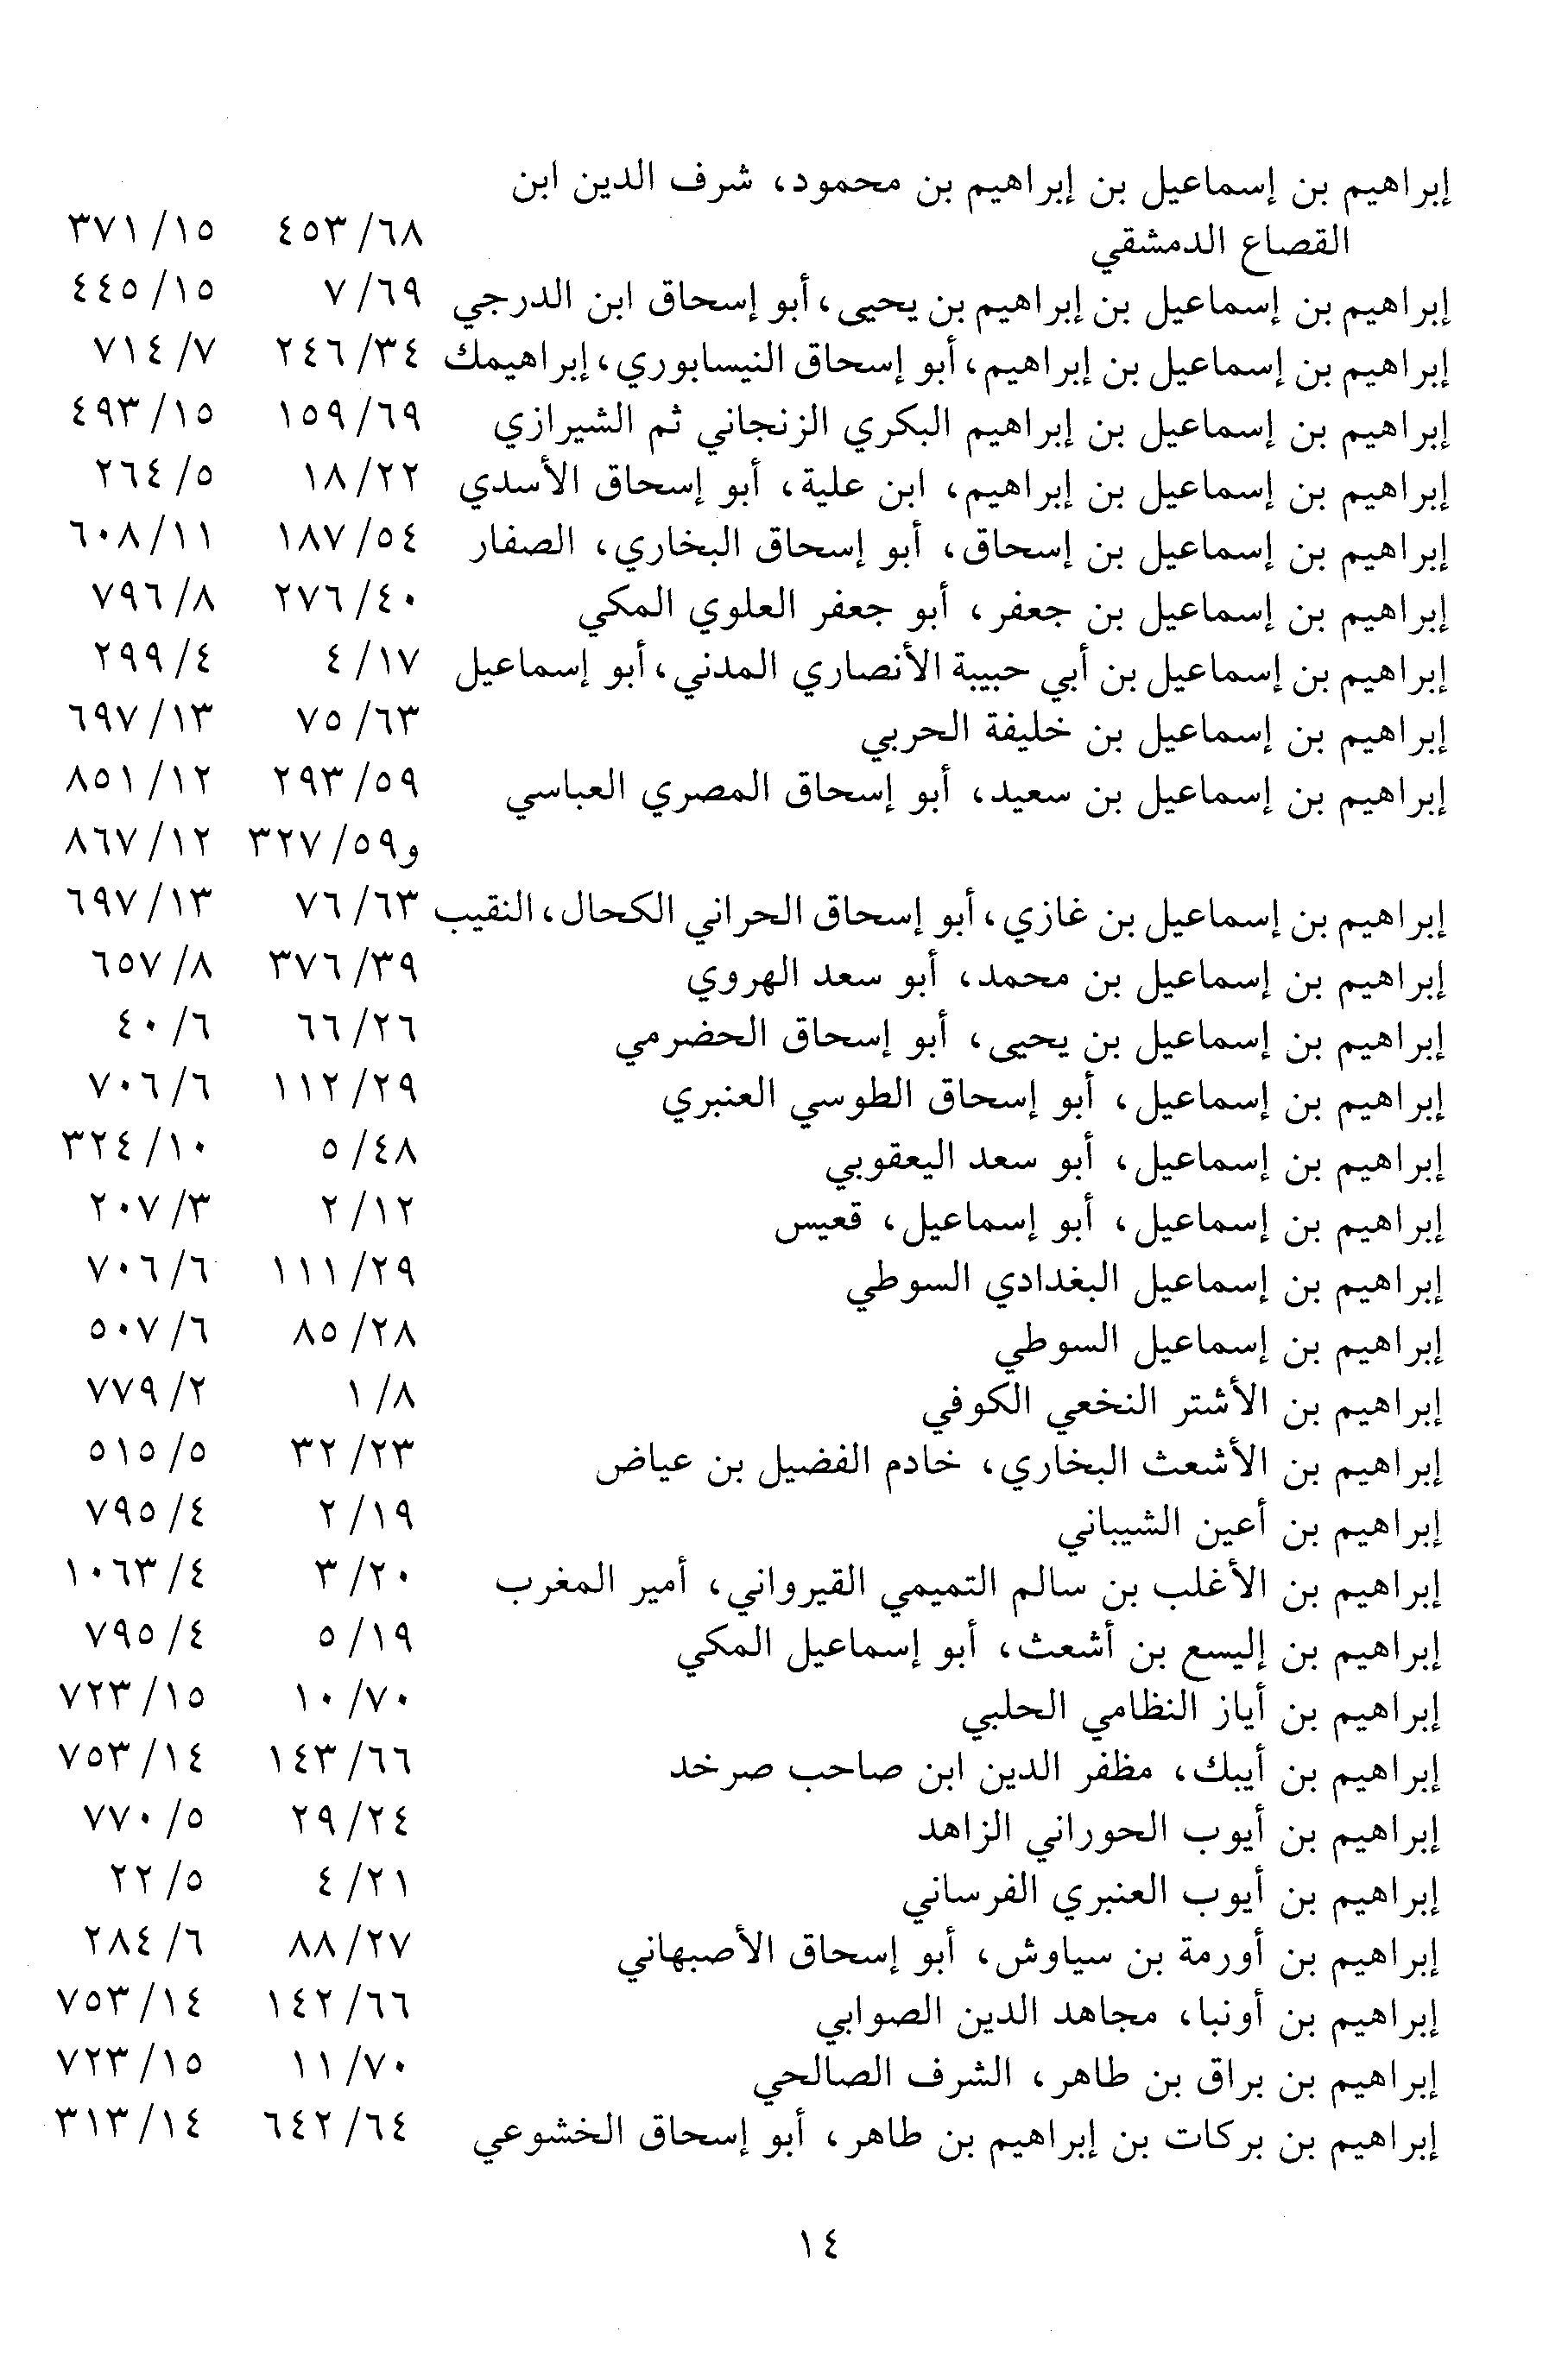 إبراهيم بن إسماعيل بن إبراهيم بن محمود، شرف الدين ابن
القصاع الدمشقي ٦٨/ ٤٥٣ ١٥/ ٣٧١
إبراهيم بن إسماعيل بن إبراهيم بن يحيى، أبو إسحاق ابن الدرجي ٦٩/ ٧ ١٥/ ٤٤٥
إبراهيم بن إسماعيل بن إبراهيم، أبو إسحاق النيسابوري، إبراهيمك ٣٤/ ٢٤٦ ٧/ ٧١٤
إبراهيم بن إسماعيل بن إبراهيم البكري الزنجاني ثم الشيرازي ٦٩/ ١٥٩ ١٥/ ٤٩٣
إبراهيم بن إسماعيل بن إبراهيم، ابن علية، أبو إسحاق الأسدي ٢٢/ ١٨ ٥/ ٢٦٤
إبراهيم بن إسماعيل بن إسحاق، أبو إسحاق البخاري، الصفار ٥٤/ ١٨٧ ١١/ ٦٠٨
إبراهيم بن إسماعيل بن جعفر، أبو جعفر العلوي المكي ٤٠/ ٢٧٦ ٨/ ٧٩٦
إبراهيم بن إسماعيل بن أبي حبيبة الأنصاري المدني، أبو إسماعيل ١٧/ ٤ ٤/ ٢٩٩
إبراهيم بن إسماعيل بن خليفة الحربي ٦٣/ ٧٥ ١٣/ ٦٩٧
إبراهيم بن إسماعيل بن سعيد، أبو إسحاق المصري العباسي ٥٩/ ٢٩٣ ١٢/ ٨٥١
و٥٩/ ٣٢٧ ١٢/ ٨٦٧
إبراهيم بن إسماعيل بن غازي، أبو إسحاق الحراني الكحال، النقيب ٦٣/ ٧٦ ١٣/ ٦٩٧
إبراهيم بن إسماعيل بن محمد، أبو سعد الهروي ٣٩/ ٣٧٦ ٨/ ٦٥٧
إبراهيم بن إسماعيل بن يحيى، أبو إسحاق الحضرمي ٢٦/ ٦٦ ٦/ ٤٠
إبراهيم بن إسماعيل، أبو إسحاق الطوسي العنبري ٢٩/ ١١٢ ٦/ ٧٠٦
إبراهيم بن إسماعيل، أبو سعد اليعقوبي ٤٨/ ٥ ١٠/ ٣٢٤
إبراهيم بن إسماعيل، أبو إسماعيل، قعيس ١٢/ ٢ ٣/ ٢٠٧
إبراهيم بن إسماعيل البغدادي السوطي ٢٩/ ١١١ ٦/ ٧٠٦
إبراهيم بن إسماعيل السوطي ٢٨/ ٨٥ ٦/ ٥٠٧
إبراهيم بن الأشتر النخعي الكوفي ٨/ ١ ٢/ ٧٧٩
إبراهيم بن الأشعث البخاري، خادم الفضيل بن عياض ٢٣/ ٣٢ ٥/ ٥١٥
إبراهيم بن أعين الشيباني ١٩/ ٢ ٤/ ٧٩٥
إبراهيم بن الأغلب بن سالم التميمي القيرواني، أمير المغرب ٢٠/ ٣ ٤/ ١٠٦٣
إبراهيم بن إليسع بن أشعث، أبو إسماعيل المكي ١٩/ ٥ ٤/ ٧٩٥
إبراهيم بن أياز النظامي الحلبي ٧٠/ ١٠ ١٥/ ٧٢٣
إبراهيم بن أيبك، مظفر الدين ابن صاحب صرخد ٦٦/ ١٤٣ ١٤/ ٧٥٣
إبراهيم بن أيوب الحوراني الزاهد ٢٤/ ٢٩ ٥/ ٧٧٠
إبراهيم بن أيوب العنبري الفرساني ٢١/ ٤ ٥/ ٢٢
إبراهيم بن أورمة بن سياوش، أبو إسحاق الأصبهاني ٢٧/ ٨٨ ٦/ ٢٨٤
إبراهيم بن أونبا، مجاهد الدين الصوابي ٦٦/ ١٤٢ ١٤/ ٧٥٣
إبراهيم بن براق بن طاهر، الشرف الصالحي ٧٠/ ١١ ١٥/ ٧٢٣
إبراهيم بن بركات بن إبراهيم بن طاهر، أبو إسحاق الخشوعي ٦٤/ ٦٤٢ ١٤/ ٣١٣
١٤